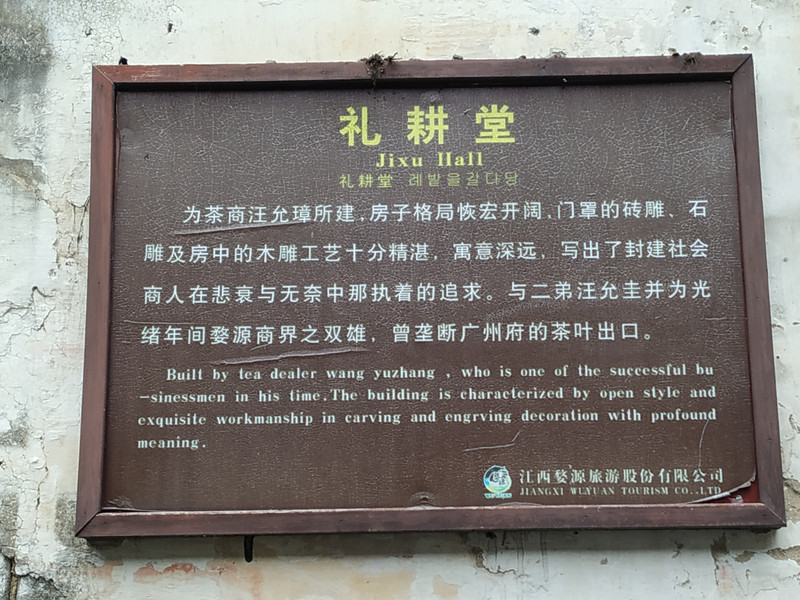 礼耕堂
Jixu Hall
礼耕堂 레밭을갈다당
为茶商汪允璋所建，房子格局恢宏开阔，门罩的砖雕、石
雕及房中的木雕工艺十分精湛，寓意深远，写出了封建社会
商人在悲哀与无奈中那执着的追求。与二弟汪允圭并为光
绪年间婺源商界之双雄，曾垄断广州府的茶叶出口。
Built by tea dealer wang yuzhang , who is one of the successful bu
-sinessmen in his time,The building is characterized by open style and
exquisite workmanship in carving and engrving decoration with profound
meaning.
江西婺源旅游股份有限公司
JIANGXI WUYUAN TOURISM CO.,LTD